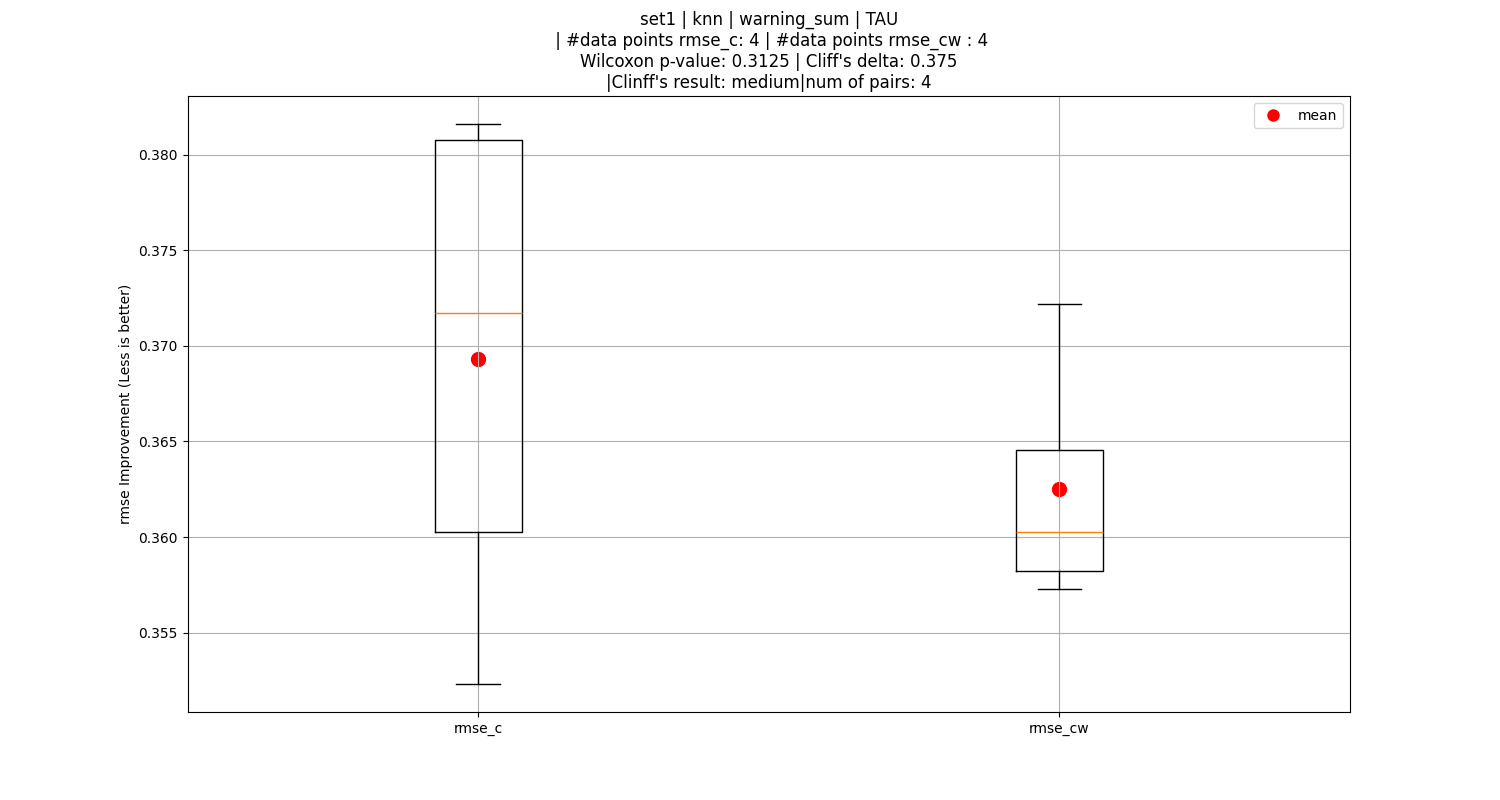 set1 | knn | warning_sum | TAU
| #data points rmse_c: 4 | #data points rmse_cw : 4
Wilcoxon p-value: 0.3125 | Cliff's delta: 0.375
|Clinff's result: medium|num of pairs: 4
mean
0.380
0.375
0.370
0.365
0.360
0.355
rmse Improvement (Less is better)
rmse_c
rmse_cw